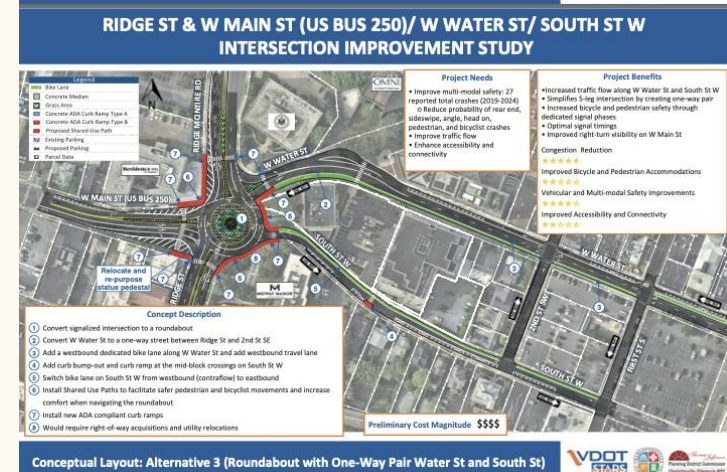 RIDGE ST & W MAIN ST (US BUS 250)/ W WATER ST/ SOUTH ST W
INTERSECTION IMPROVEMENT STUDY
Legend
Bike Lane
Concrete Median
Grass Area
Concrete ADA Curb Ramp Type A
Concrete ADA Curb Ramp Type B
Proposed Shared-Use Path
Existing Parking
Proposed Parking
Parcel Data
N
RIDGE MCINTIRE RD
OMNI
Project Needs
• Improve multi-modal safety: 27
reported total crashes (2019-2024)
o Reduce probability of rear end,
sideswipe, angle, head on,
pedestrian, and bicyclist crashes
• Improve traffic flow
• Enhance accessibility and
connectivity
Project Benefits
•Increased traffic flow along W Water St and South St W
• Simplifies 5-leg intersection by creating one-way pair
• Increased bicycle and pedestrian safety through
dedicated signal phases
• Optimal signal timings
• Improved right-turn visibility on W Main St
Congestion Reduction
★★★★★
Improved Bicycle and Pedestrian Accommodations
Vehicular and Multi-modal Safety Improvements
Improved Accessibility and Connectivity
W MAIN ST (US BUS 250)
W WATER ST
SOUTH ST W
W WATER ST
2ND ST SW
FIRST ST S
SOUTH ST W
RIDGE ST
Relocate and
re-purpose
statue pedestal
MIDWAY MANOR
Concept Description
1 Convert signalized intersection to a roundabout
2 Convert W Water St to a one-way street between Ridge St and 2nd St SE
3 Add a westbound dedicated bike lane along W Water St and add westbound travel lane
4 Add curb bump-out and curb ramp at the mid-block crossings on South St W
5 Switch bike lane on South St W from westbound (contraflow) to eastbound
6 Install Shared Use Paths to facilitate safer pedestrian and bicyclist movements and increase
comfort when navigating the roundabout
7 Install new ADA compliant curb ramps
8 Would require right-of-way acquisitions and utility relocations
Preliminary Cost Magnitude $$$$
Conceptual Layout: Alternative 3 (Roundabout with One-Way Pair Water St and South St)
VDOT
STARS